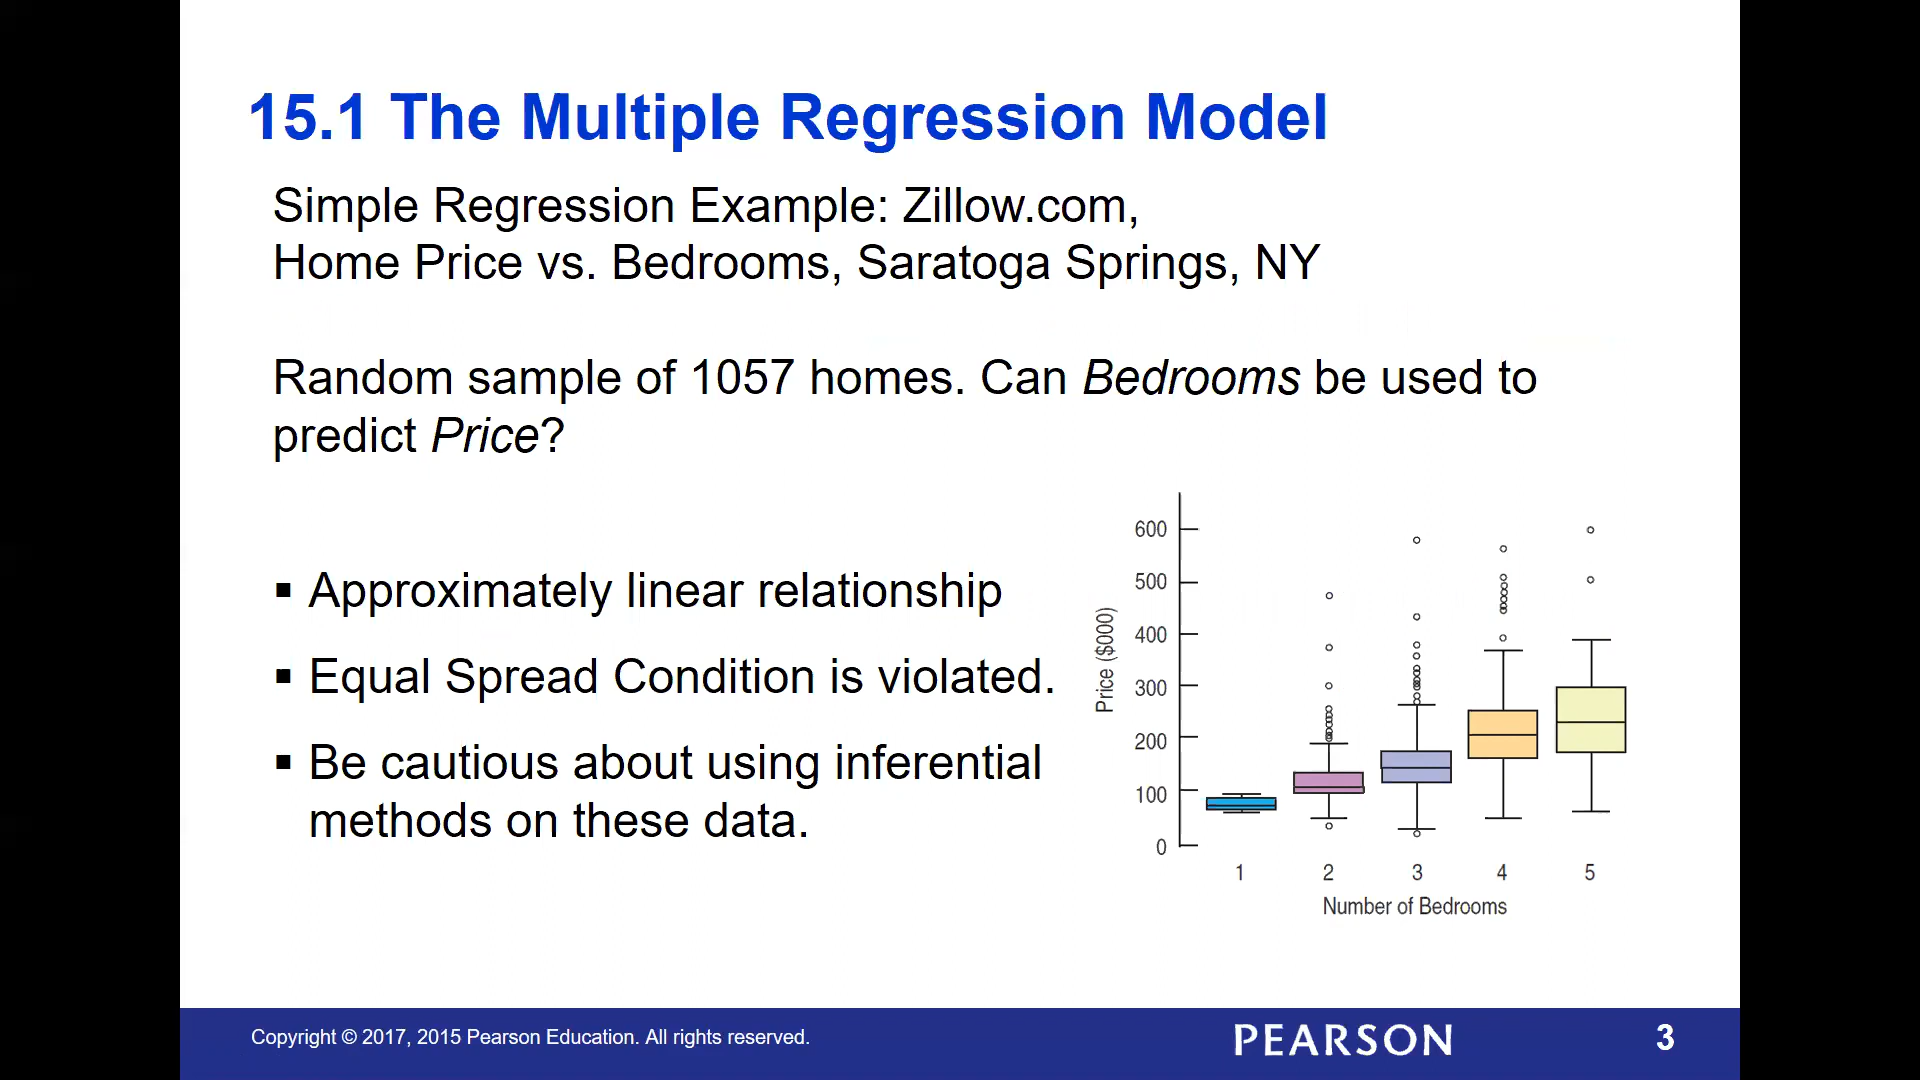 15.1 The Multiple Regression Model
Simple Regression Example: Zillow.com,
Home Price vs. Bedrooms, Saratoga Springs, NY
Random sample of 1057 homes. Can Bedrooms be used to
predict Price?
▪ Approximately linear relationship
▪ Equal Spread Condition is violated.
▪ Be cautious about using inferential
methods on these data.
Price ($000)
600
500
400
300
200
100
0
1 2 3 4 5
Number of Bedrooms
Copyright © 2017, 2015 Pearson Education. All rights reserved.
PEARSON
3